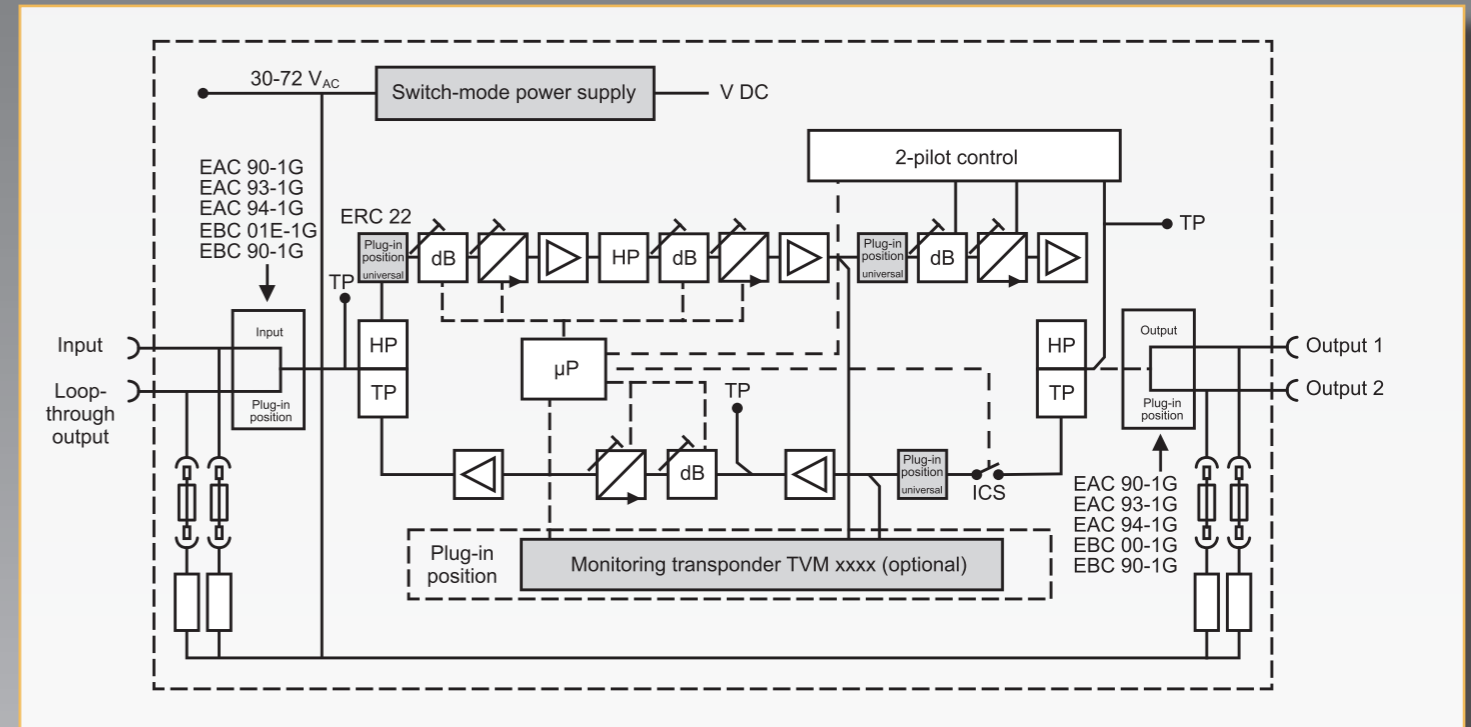 30-72 VAC
Switch-mode power supply
V DC
2-pilot control
EAC 90-1G
EAC 93-1G
EAC 94-1G
EBC 01E-1G
EBC 90-1G
ERC 22
Plug-in
position
universal
dB
HP
dB
Plug-in
position
universal
dB
TP
TP
Input
Loop-
through
output
Input
Plug-in
position
HP
TP
µP
HP
TP
Output
Plug-in
position
Output 1
Output 2
TP
dB
Plug-in
position
universal
ICS
EAC 90-1G
EAC 93-1G
EAC 94-1G
EBC 00-1G
EBC 90-1G
Plug-in
position
Monitoring transponder TVM xxxx (optional)